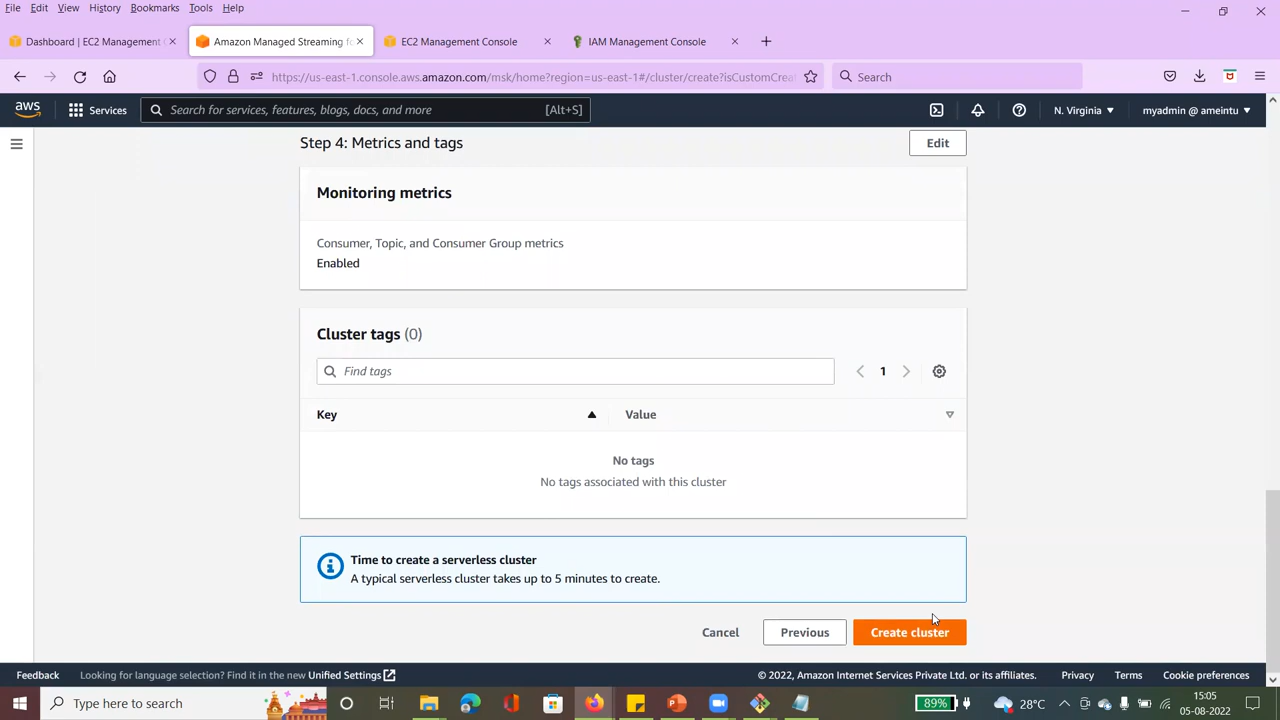 File Edit View History Bookmarks Tools Help
Dashboard | EC2 Management C
Amazon Managed Streaming fo
EC2 Management Console
IAM Management Console
https://us-east-1.console.aws.amazon.com/msk/home?region=us-east-1#/cluster/create?isCustomCrea
Search
aws
Services
Search for services, features, blogs, docs, and more [Alt+S]
N. Virginia
myadmin @ ameintu
Step 4: Metrics and tags
Edit
Monitoring metrics
Consumer, Topic, and Consumer Group metrics
Enabled
Cluster tags (0)
Find tags
1
Key
Value
No tags
No tags associated with this cluster
Time to create a serverless cluster
A typical serverless cluster takes up to 5 minutes to create.
Cancel
Previous
Create cluster
Feedback
Looking for language selection? Find it in the new Unified Settings
© 2022, Amazon Internet Services Private Ltd. or its affiliates.
Privacy
Terms
Cookie preferences
Type here to search
89%
28°C
15:05
05-08-2022